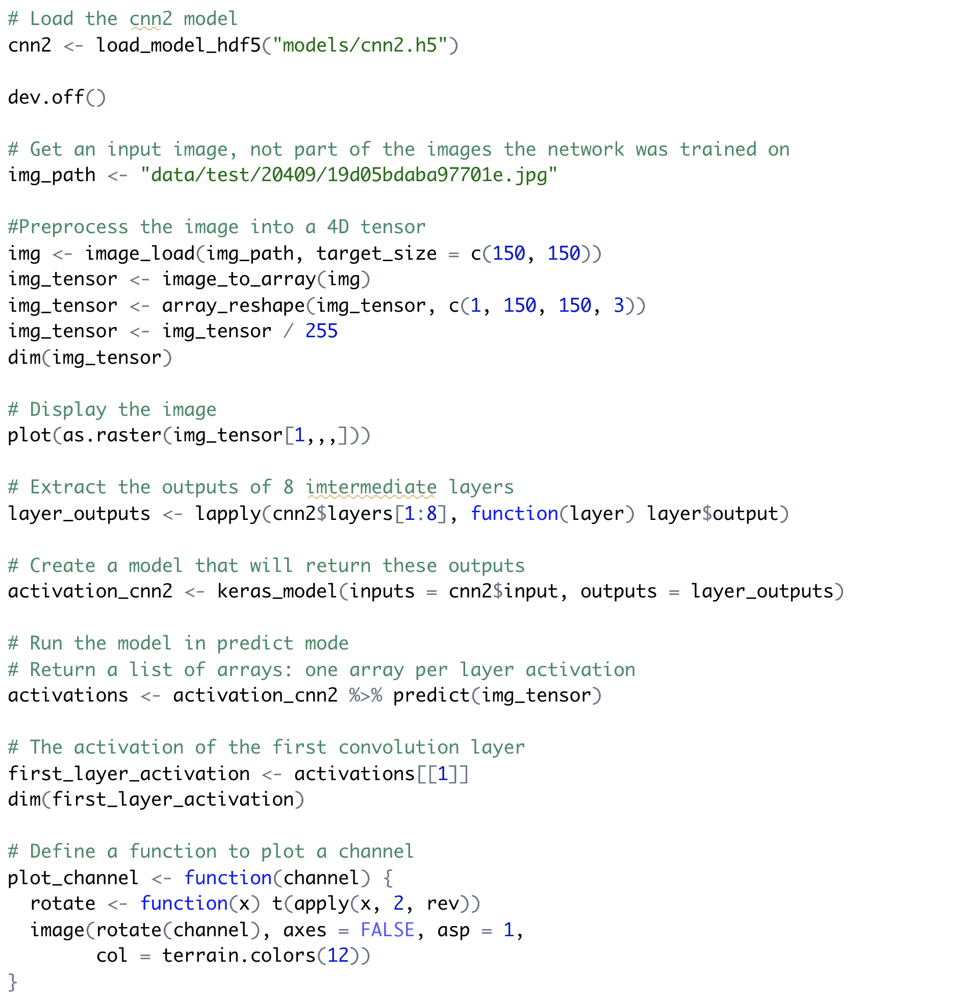 # Load the cnn2 model
cnn2 <- load_model_hdf5("models/cnn2.h5")
dev.off()
# Get an input image, not part of the images the network was trained on
img_path <- "data/test/20409/19d05bdaba97701e.jpg"
#Preprocess the image into a 4D tensor
img <- image_load(img_path, target_size = c(150, 150))
img_tensor <- image_to_array(img)
img_tensor <- array_reshape(img_tensor, c(1, 150, 150, 3))
img_tensor <- img_tensor / 255
dim(img_tensor)
# Display the image
plot(as.raster(img_tensor[1,,,]))
# Extract the outputs of 8 imtermediate layers
layer_outputs <- lapply(cnn2$layers[1:8], function(layer) layer$output)
# Create a model that will return these outputs
activation_cnn2 <- keras_model(inputs = cnn2$input, outputs = layer_outputs)
# Run the model in predict mode
# Return a list of arrays: one array per layer activation
activations <- activation_cnn2 %>% predict(img_tensor)
# The activation of the first convolution layer
first_layer_activation <- activations[[1]]
dim(first_layer_activation)
# Define a function to plot a channel
plot_channel <- function(channel) {
  rotate <- function(x) t(apply(x, 2, rev))
  image(rotate(channel), axes = FALSE, asp = 1,
        col = terrain.colors(12))
}